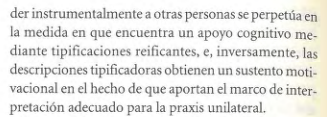 der instrumentalmente a otras personas se perpetúa en
la medida en que encuentra un apoyo cognitivo me-
diante tipificaciones reificantes, e, inversamente, las
descripciones tipificadoras obtienen un sustento moti-
vacional en el hecho de que aportan el marco de inter-
pretación adecuado para la praxis unilateral.